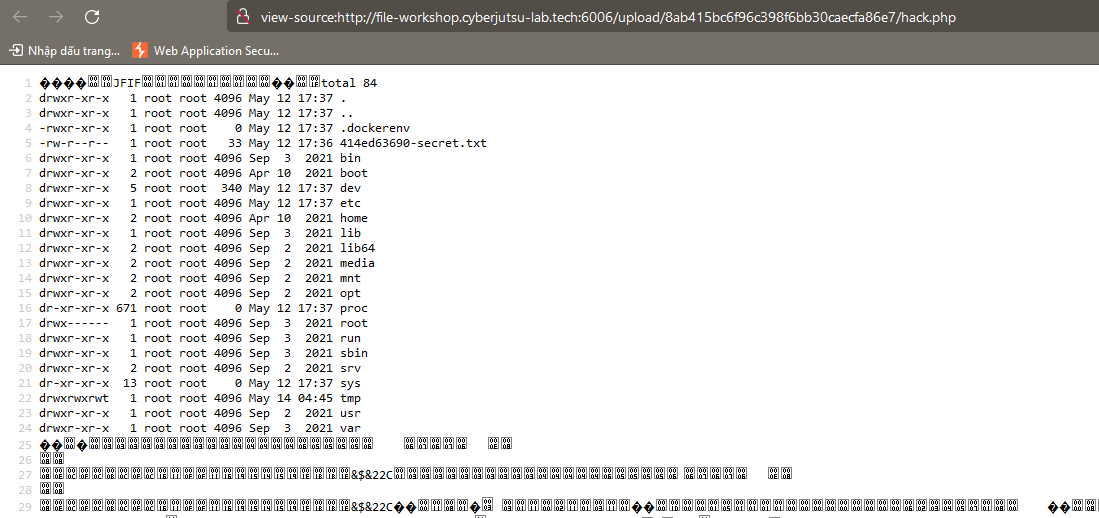 view-source:http://file-workshop.cyberjutsu-lab.tech:6006/upload/8ab415bc6f96c398f6bb30caecfa86e7/hack.php
Nhập dấu trang... Web Application Secu...
1 JFIF total 84
2 drwxr-xr-x 1 root root 4096 May 12 17:37 .
3 drwxr-xr-x 1 root root 4096 May 12 17:37 ..
4 -rwxr-xr-x 1 root root 0 May 12 17:37 .dockerenv
5 -rw-r--r-- 1 root root 33 May 12 17:36 414ed63690-secret.txt
6 drwxr-xr-x 1 root root 4096 Sep 3 2021 bin
7 drwxr-xr-x 2 root root 4096 Apr 10 2021 boot
8 drwxr-xr-x 5 root root 340 May 12 17:37 dev
9 drwxr-xr-x 1 root root 4096 May 12 17:37 etc
10 drwxr-xr-x 2 root root 4096 Apr 10 2021 home
11 drwxr-xr-x 1 root root 4096 Sep 3 2021 lib
12 drwxr-xr-x 2 root root 4096 Sep 2 2021 lib64
13 drwxr-xr-x 2 root root 4096 Sep 2 2021 media
14 drwxr-xr-x 2 root root 4096 Sep 2 2021 mnt
15 drwxr-xr-x 2 root root 4096 Sep 2 2021 opt
16 dr-xr-xr-x 671 root root 0 May 12 17:37 proc
17 drwx------ 1 root root 4096 Sep 3 2021 root
18 drwxr-xr-x 1 root root 4096 Sep 3 2021 run
19 drwxr-xr-x 1 root root 4096 Sep 3 2021 sbin
20 drwxr-xr-x 2 root root 4096 Sep 2 2021 srv
21 dr-xr-xr-x 13 root root 0 May 12 17:37 sys
22 drwxrwxrwt 1 root root 4096 May 14 04:45 tmp
23 drwxr-xr-x 1 root root 4096 Sep 2 2021 usr
24 drwxr-xr-x 1 root root 4096 Sep 3 2021 var
25
26
27 &$&22C
28
29 &$&22C